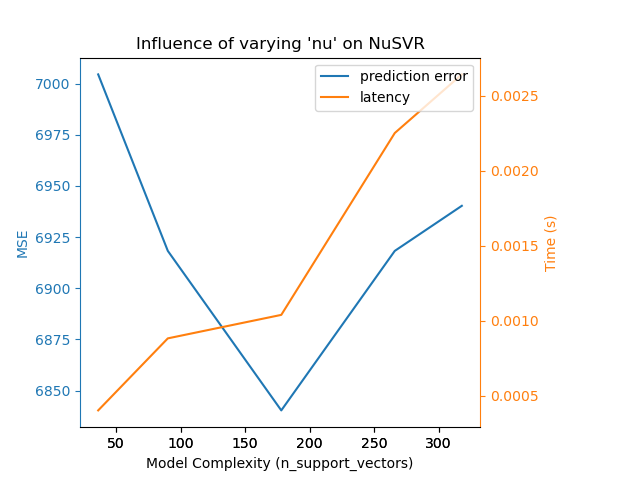 Influence of varying 'nu' on NuSVR
prediction error
latency
7000
6975
6950
6925
6900
6875
6850
MSE
0.0025
0.0020
0.0015
0.0010
0.0005
Time (s)
50 100 150 200 250 300
Model Complexity (n_support_vectors)